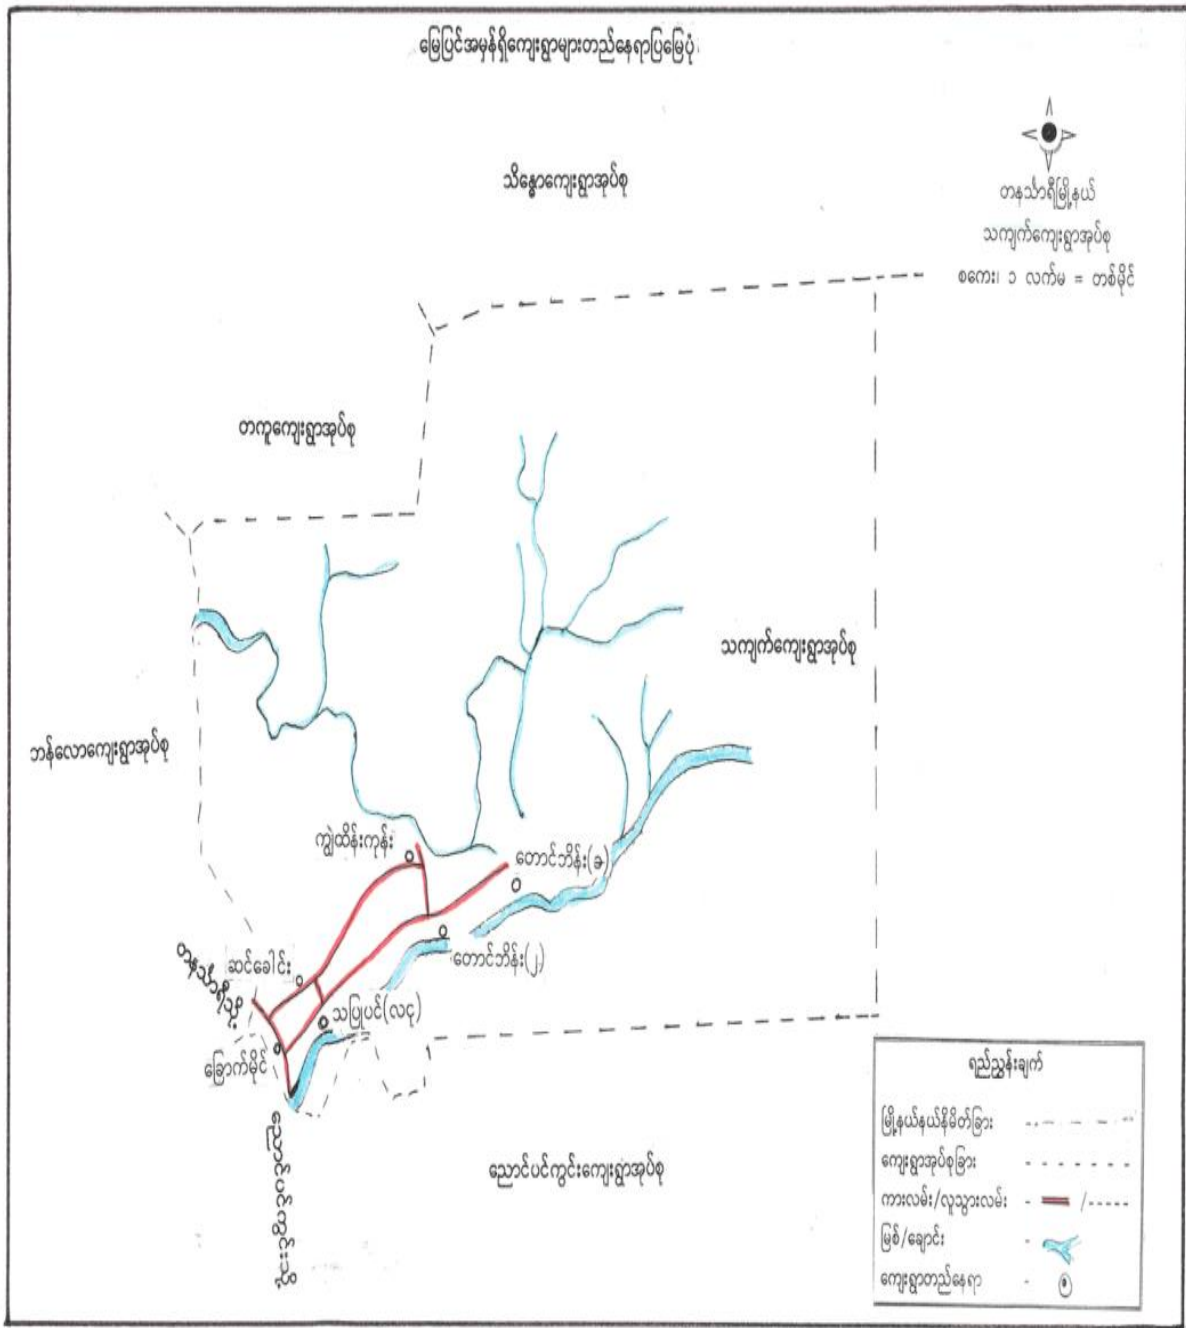 မြေပြင်အမှန်ရှိကျေးရွာများတည်နေရာပြမြေပုံ
သိန္ဓောကျေးရွာအုပ်စု
တနင်္သာရီမြို့နယ်
သကျက်ကျေးရွာအုပ်စု
စကေး၊ ၁ လက်မ = တစ်မိုင်
တကူကျေးရွာအုပ်စု
သကျက်ကျေးရွာအုပ်စု
ဘန်လောကျေးရွာအုပ်စု
ကျွဲထိန်းကုန်း
တောင်ဘိန်း(ခ)
တောင်ဘိန်း(၂)
ဆင်ခေါင်း
တနင်္သာရီသို့
သပြုပင်(လငု)
ခြောက်မိုင်
ညောင်ပင်ကွင်းကျေးရွာအုပ်စု
ညောင်ပင်ကွင်းသို့
ရည်ညွှန်းချက်
မြို့နယ်နယ်နိမိတ်ခြား
ကျေးရွာအုပ်စုခြား
ကားလမ်း/လူသွားလမ်း
မြစ်/ချောင်း
ကျေးရွာတည်နေရာ